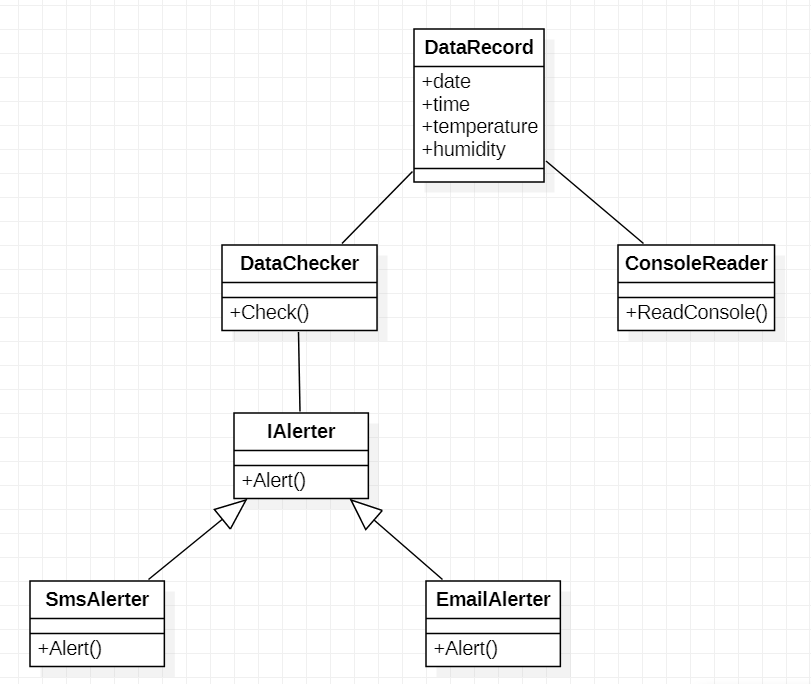 DataRecord
+date
+time
+temperature
+humidity
DataChecker
+Check()
ConsoleReader
+ReadConsole()
IAlerter
+Alert()
SmsAlerter
+Alert()
EmailAlerter
+Alert()